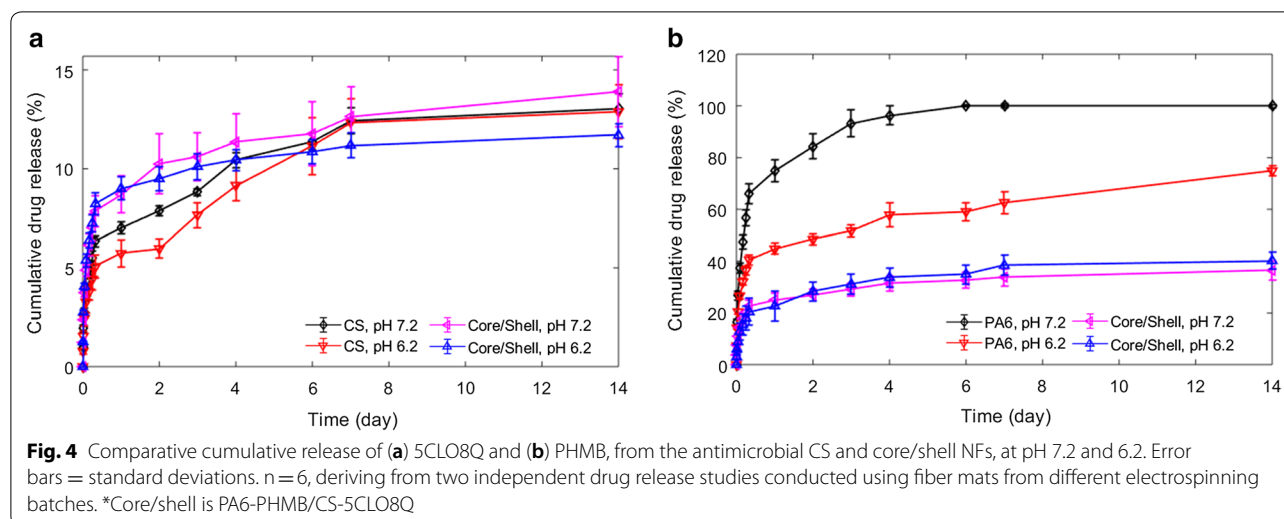 a
Cumulative drug release (%)
15
10
5
0
0 2 4 6 8 10 12 14
Time (day)
CS, pH 7.2
CS, pH 6.2
Core/Shell, pH 7.2
Core/Shell, pH 6.2
b
Cumulative drug release (%)
120
100
80
60
40
20
0
0 2 4 6 8 10 12 14
Time (day)
PA6, pH 7.2
PA6, pH 6.2
Core/Shell, pH 7.2
Core/Shell, pH 6.2
Fig. 4 Comparative cumulative release of (a) 5CLO8Q and (b) PHMB, from the antimicrobial CS and core/shell NFs, at pH 7.2 and 6.2. Error
bars = standard deviations. n = 6, deriving from two independent drug release studies conducted using fiber mats from different electrospinning
batches. *Core/shell is PA6-PHMB/CS-5CLO8Q